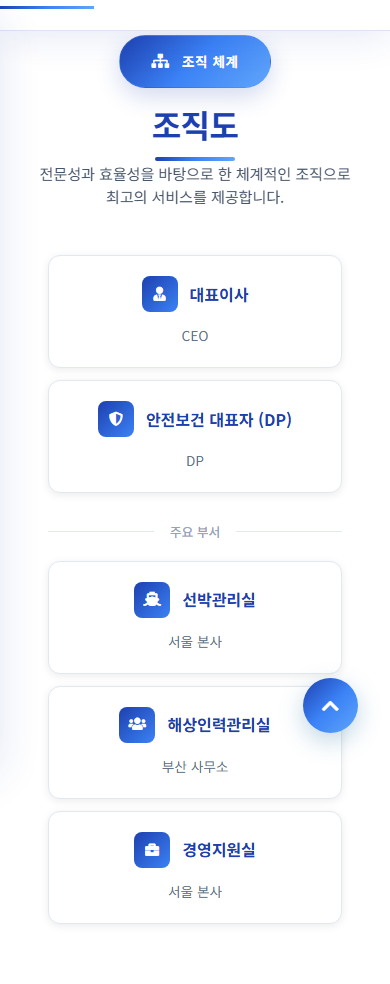 조직 체계
조직도
전문성과 효율성을 바탕으로 한 체계적인 조직으로
최고의 서비스를 제공합니다.
대표이사
CEO
안전보건 대표자 (DP)
DP
주요 부서
선박관리실
서울 본사
해상인력관리실
부산 사무소
경영지원실
서울 본사